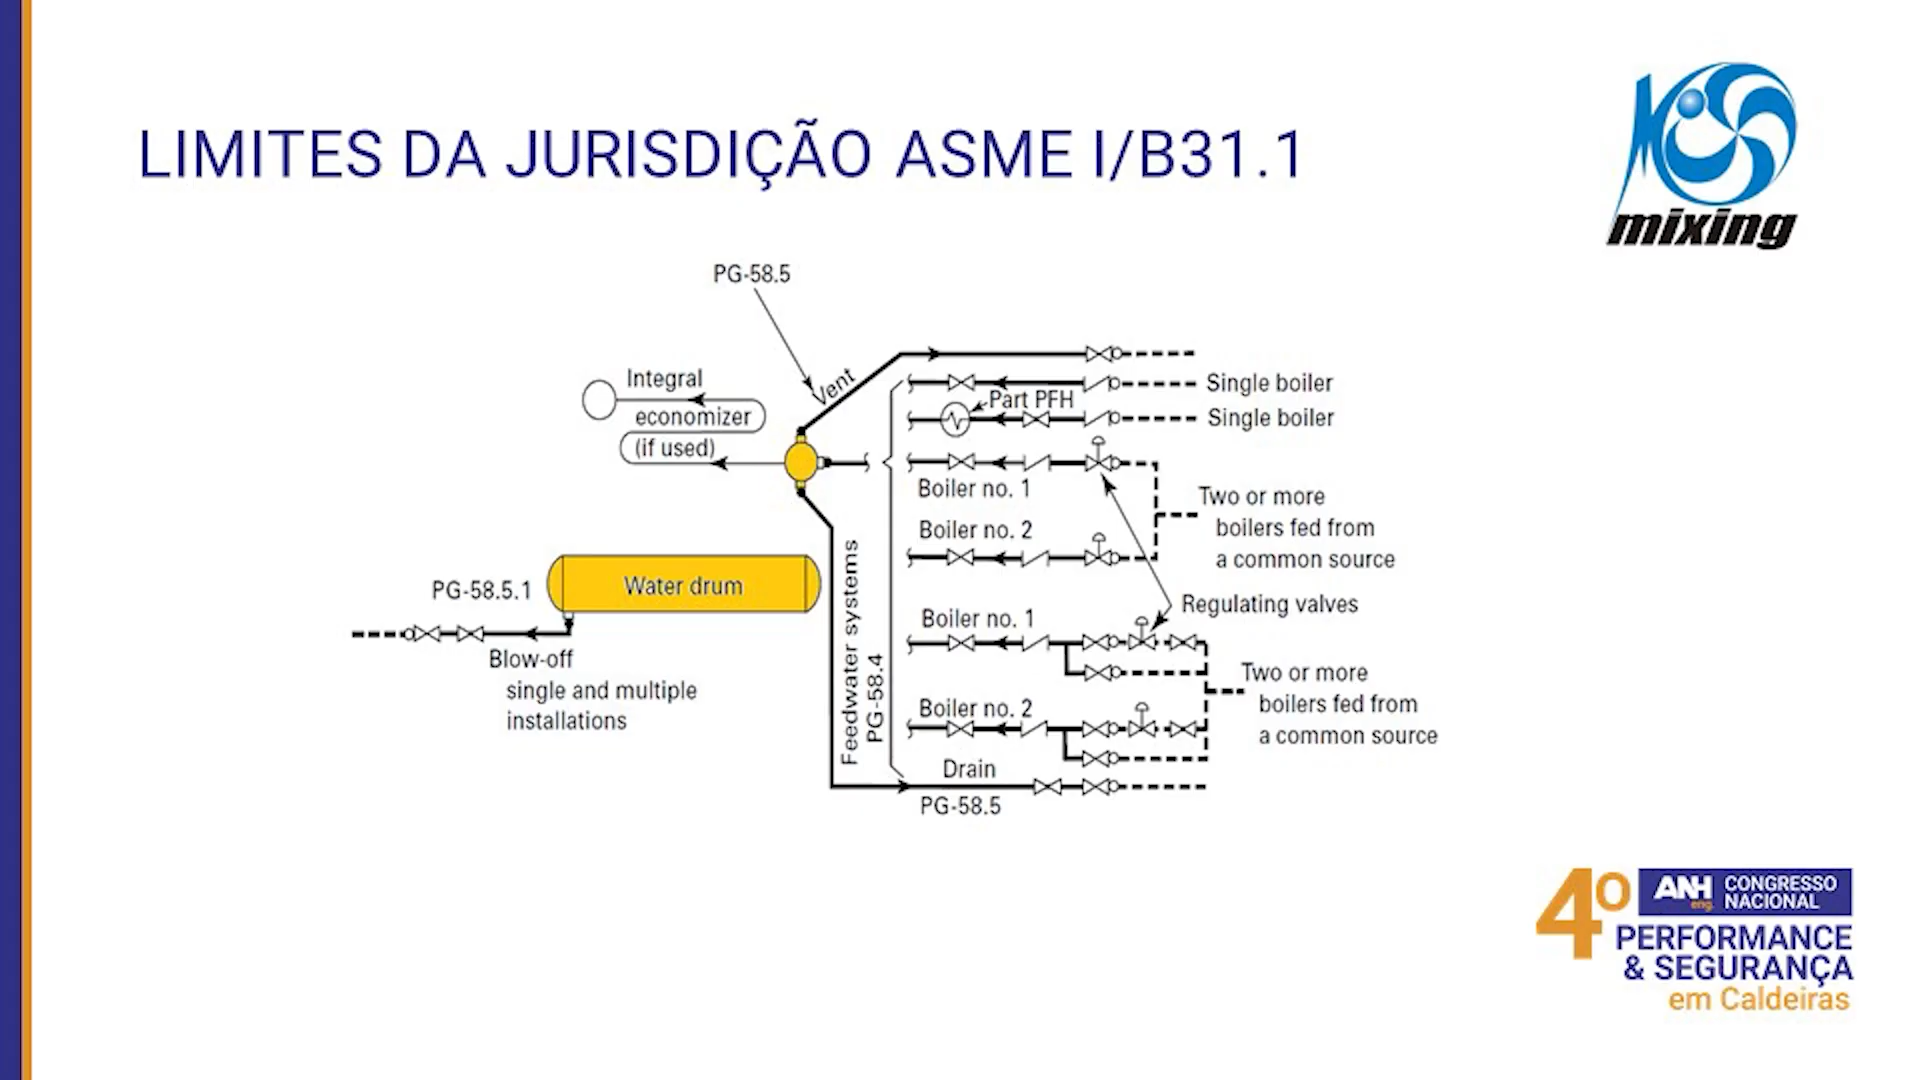 LIMITES DA JURISDIÇÃO ASME I/B31.1
mixing
PG-58.5
Vent
Integral
economizer
(if used)
Single boiler
Part PFH
Single boiler
Boiler no. 1
Two or more
boilers fed from
a common source
Boiler no. 2
Regulating valves
Water drum
PG-58.5.1
Blow-off
single and multiple
installations
Feedwater systems
PG-58.4
Boiler no. 1
Two or more
boilers fed from
a common source
Boiler no. 2
Drain
PG-58.5
4º ANH eng. CONGRESSO
NACIONAL
PERFORMANCE
& SEGURANÇA
em Caldeiras